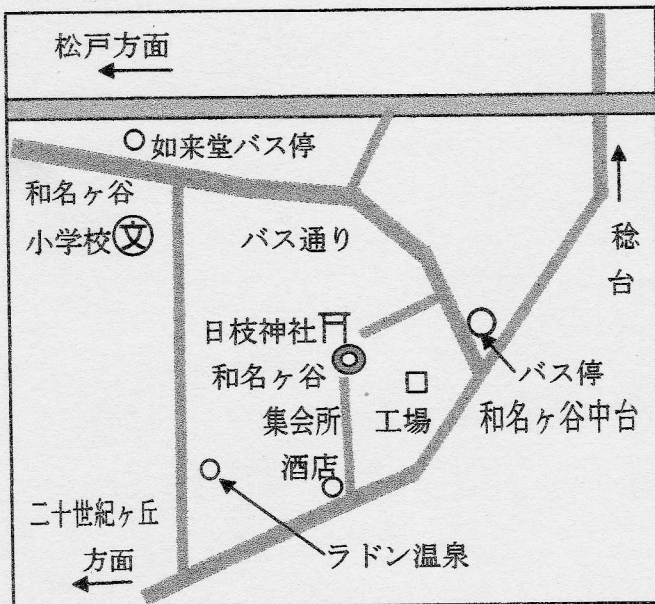 松戸方面
如来堂バス停
和名ヶ谷
小学校文
バス通り
稔台
日枝神社
和名ヶ谷
集会所
工場
バス停
和名ヶ谷中台
酒店
二十世紀ヶ丘
方面
ラドン温泉